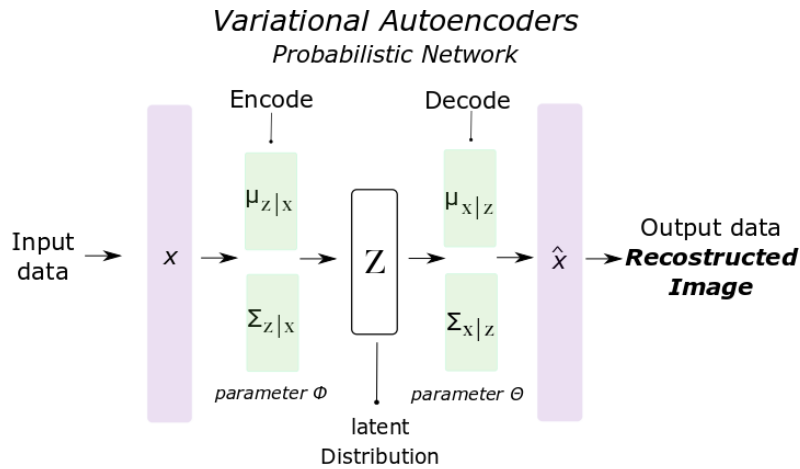 Variational Autoencoders
Probabilistic Network
Encode
Decode
Input
data
x
μz|x
Σz|x
parameter Φ
Z
latent
Distribution
μx|z
Σx|z
parameter Θ
x̂
Output data
Recostructed
Image